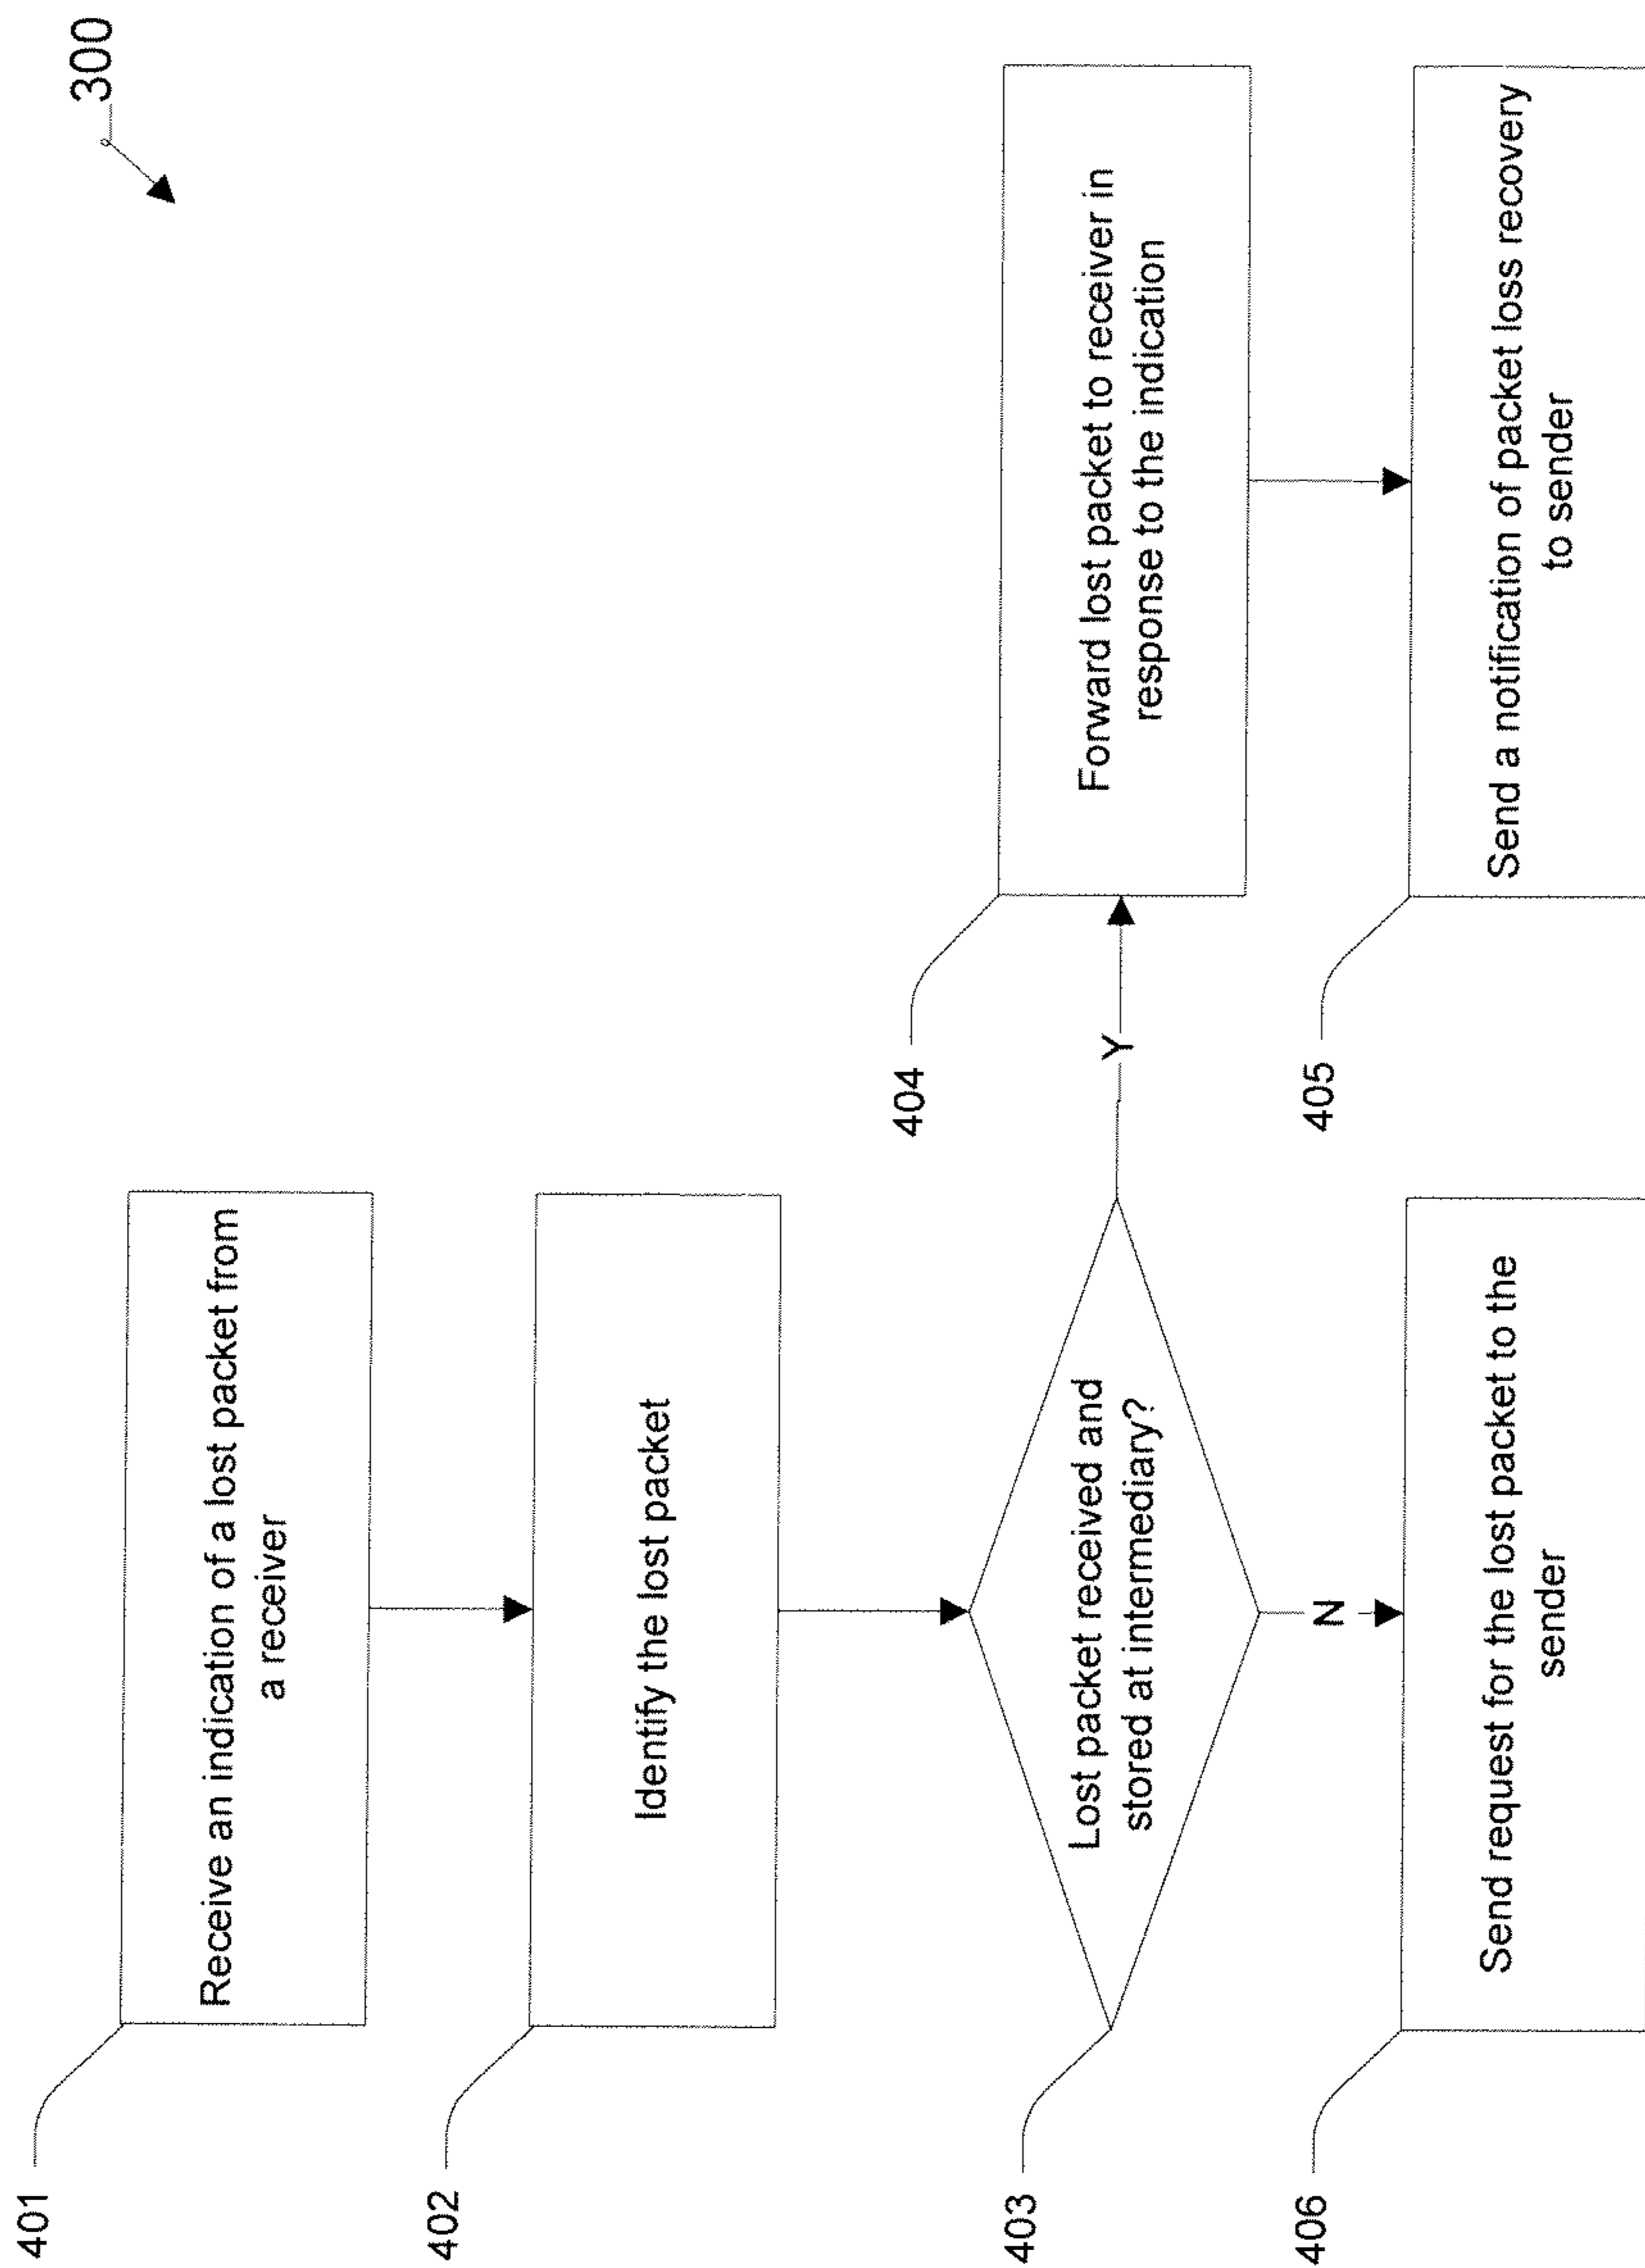 300
401
Receive an indication of a lost packet from
a receiver
402
Identify the lost packet
403
Lost packet received and
stored at intermediary?
Y
404
Forward lost packet to receiver in
response to the indication
405
Send a notification of packet loss recovery
to sender
N
406
Send request for the lost packet to the
sender